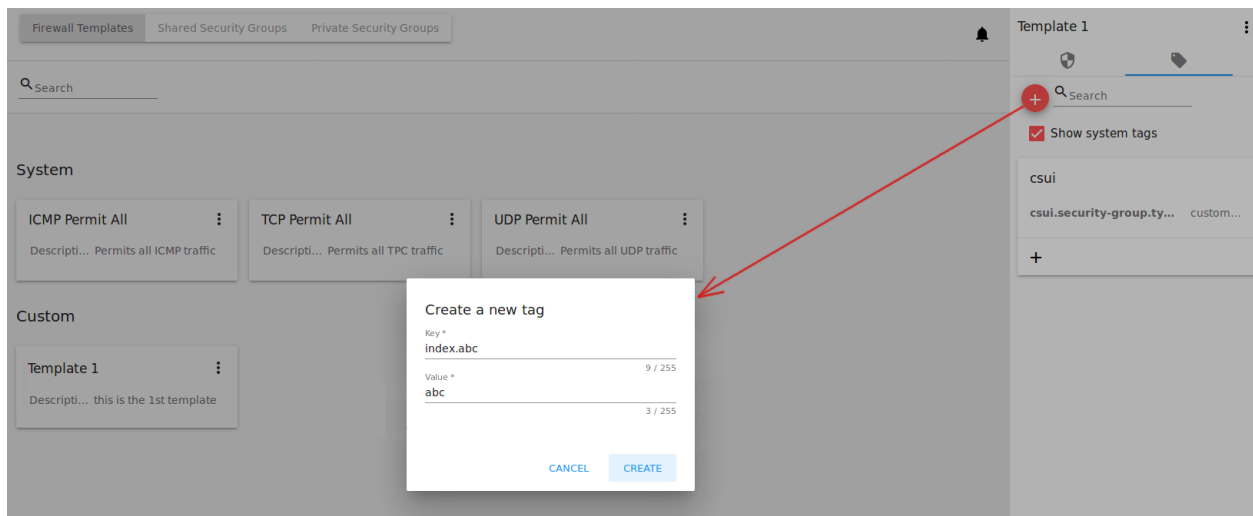 Firewall Templates Shared Security Groups Private Security Groups
Search
System
ICMP Permit All
Descripti... Permits all ICMP traffic
TCP Permit All
Descripti... Permits all TPC traffic
UDP Permit All
Descripti... Permits all UDP traffic
Custom
Template 1
Descripti... this is the 1st template
Create a new tag
Key *
index.abc
9 / 255
Value *
abc
3 / 255
CANCEL CREATE
Template 1
Search
Show system tags
csui
csui.security-group.ty... custom...